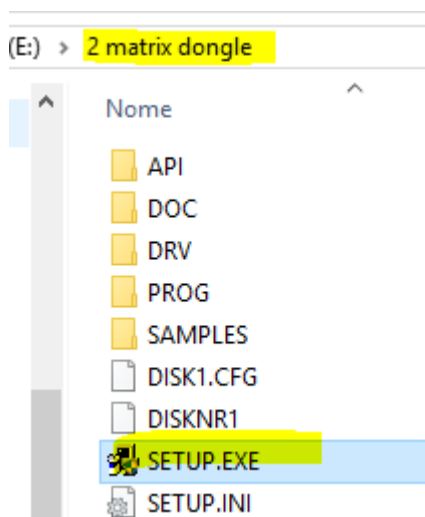 (E:) > 2 matrix dongle
Nome
API
DOC
DRV
PROG
SAMPLES
DISK1.CFG
DISKNR1
SETUP.EXE
SETUP.INI